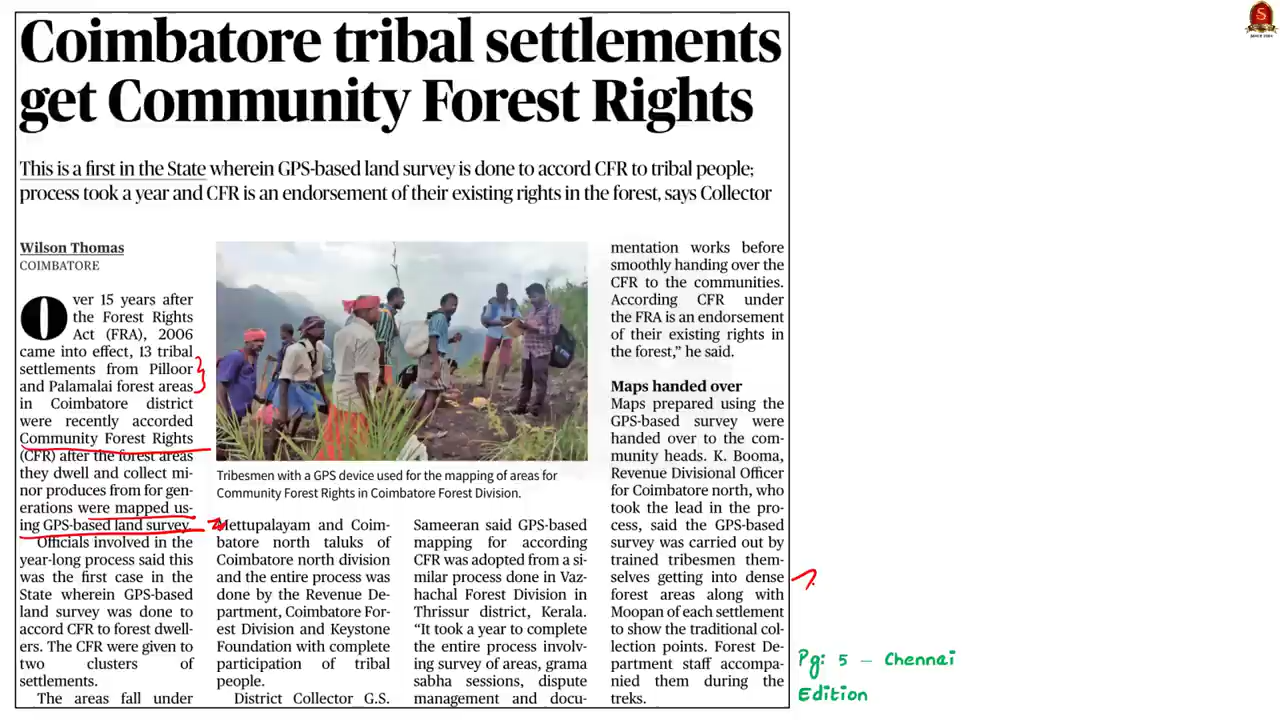 Coimbatore tribal settlements
get Community Forest Rights
This is a first in the State wherein GPS-based land survey is done to accord CFR to tribal people;
process took a year and CFR is an endorsement of their existing rights in the forest, says Collector
Wilson Thomas
COIMBATORE
Over 15 years after
the Forest Rights
Act (FRA), 2006
came into effect, 13 tribal
settlements from Pilloor
and Palamalai forest areas
in Coimbatore district
were recently accorded
Community Forest Rights
(CFR) after the forest areas
they dwell and collect mi-
nor produces from for gen-
erations were mapped us-
ing GPS-based land survey.
Officials involved in the
year-long process said this
was the first case in the
State wherein GPS-based
land survey was done to
accord CFR to forest dwell-
ers. The CFR were given to
two clusters of
settlements.
The areas fall under
Tribesmen with a GPS device used for the mapping of areas for
Community Forest Rights in Coimbatore Forest Division.
Mettupalayam and Coim-
batore north taluks of
Coimbatore north division
and the entire process was
done by the Revenue De-
partment, Coimbatore For-
est Division and Keystone
Foundation with complete
participation of tribal
people.
District Collector G.S.
Sameeran said GPS-based
mapping for according
CFR was adopted from a si-
milar process done in Vaz-
hachal Forest Division in
Thrissur district, Kerala.
“It took a year to complete
the entire process involv-
ing survey of areas, grama
sabha sessions, dispute
management and docu-
mentation works before
smoothly handing over the
CFR to the communities.
According CFR under
the FRA is an endorsement
of their existing rights in
the forest,” he said.
Maps handed over
Maps prepared using the
GPS-based survey were
handed over to the com-
munity heads. K. Booma,
Revenue Divisional Officer
for Coimbatore north, who
took the lead in the pro-
cess, said the GPS-based
survey was carried out by
trained tribesmen them-
selves getting into dense
forest areas along with
Moopan of each settlement
to show the traditional col-
lection points. Forest De-
partment staff accompa-
nied them during the
treks.
Pg: 5 – Chennai
Edition